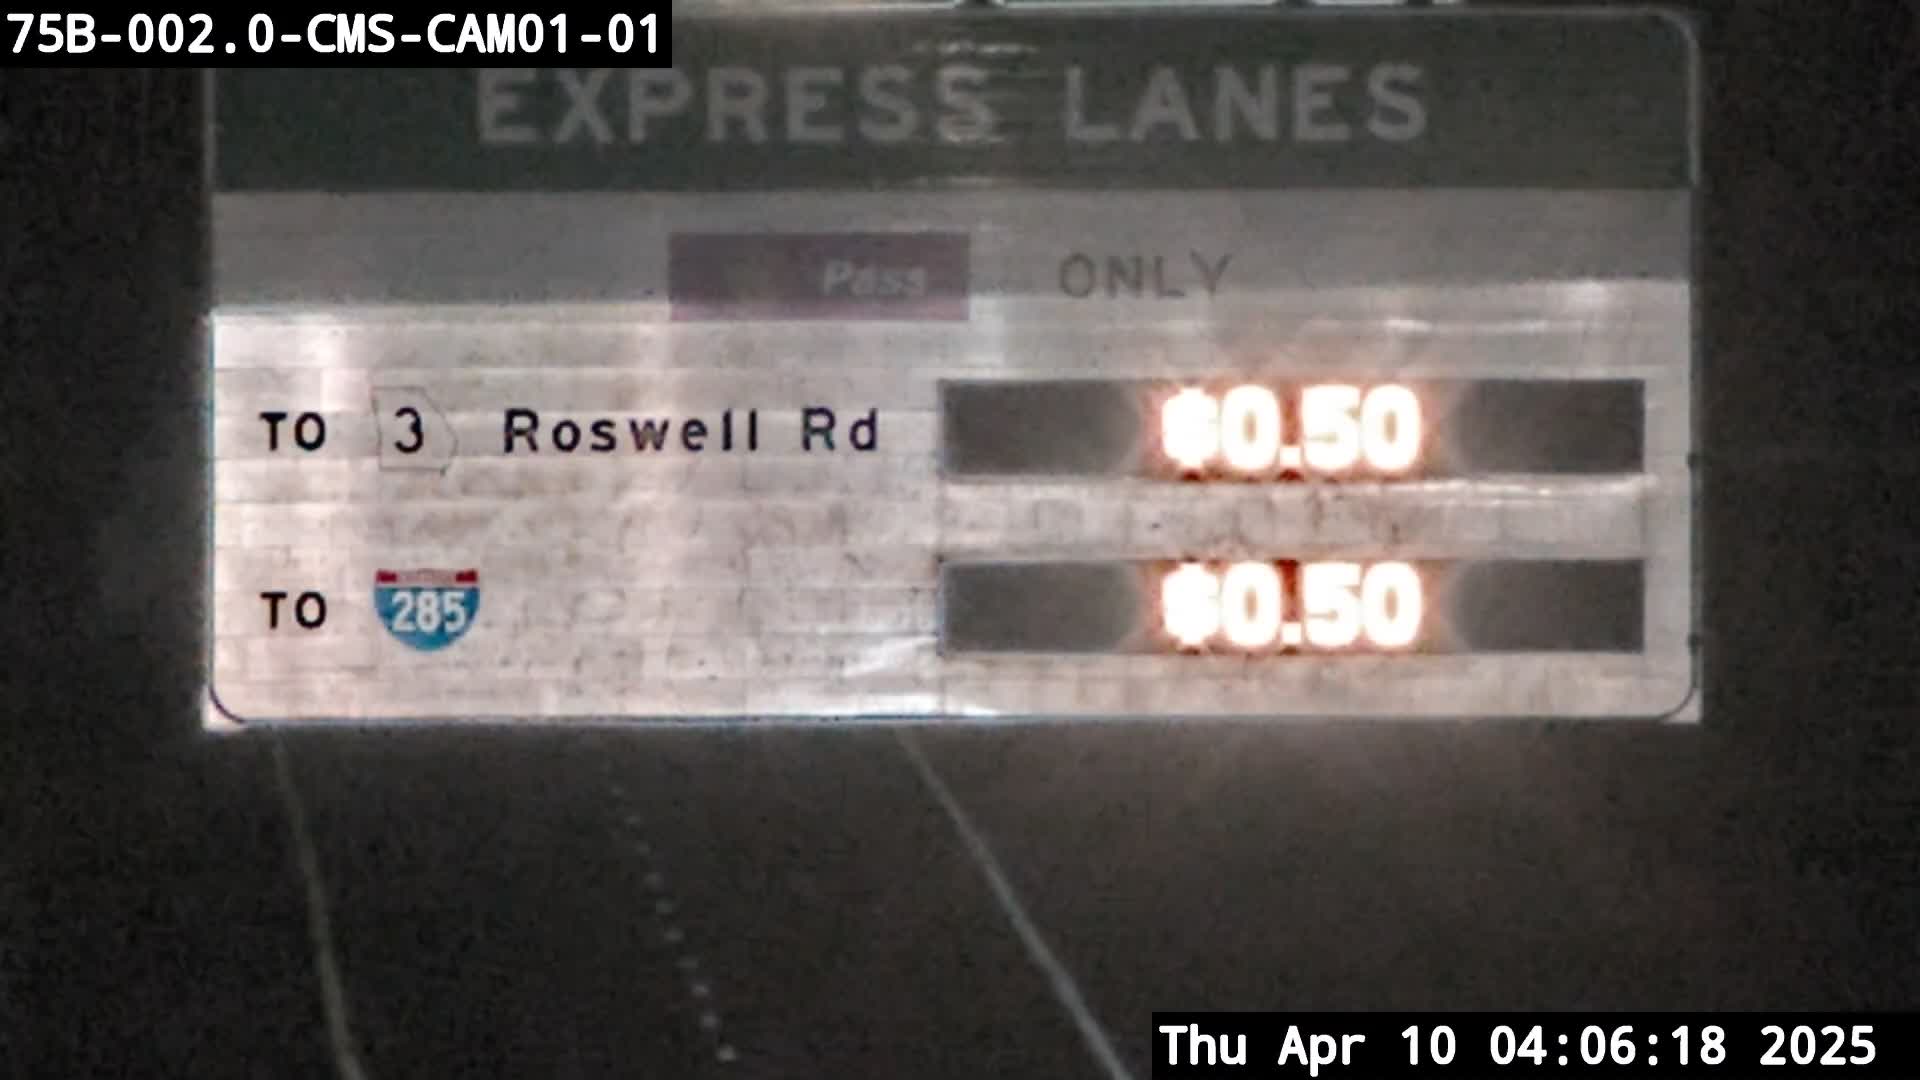 75B-002.0-CMS-CAM01-01
EXPRESS LANES
Pass ONLY
TO 3 Roswell Rd $0.50
TO 285 $0.50
Thu Apr 10 04:06:18 2025